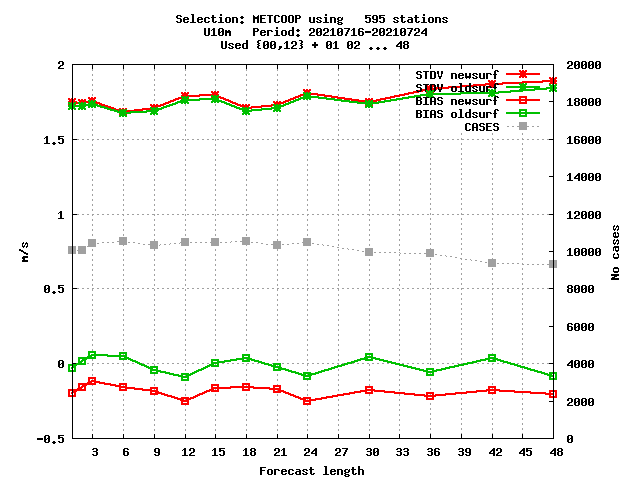 Selection: METCOOP using 595 stations
U10m Period: 20210716-20210724
Used {00,12} + 01 02 ... 48
2 20000
STDV newsurf
STDV oldsurf
BIAS newsurf
BIAS oldsurf
CASES
18000
1.5 16000
14000
1 12000
m/s
No cases
10000
0.5 8000
6000
0 4000
2000
-0.5 0
3 6 9 12 15 18 21 24 27 30 33 36 39 42 45 48
Forecast length